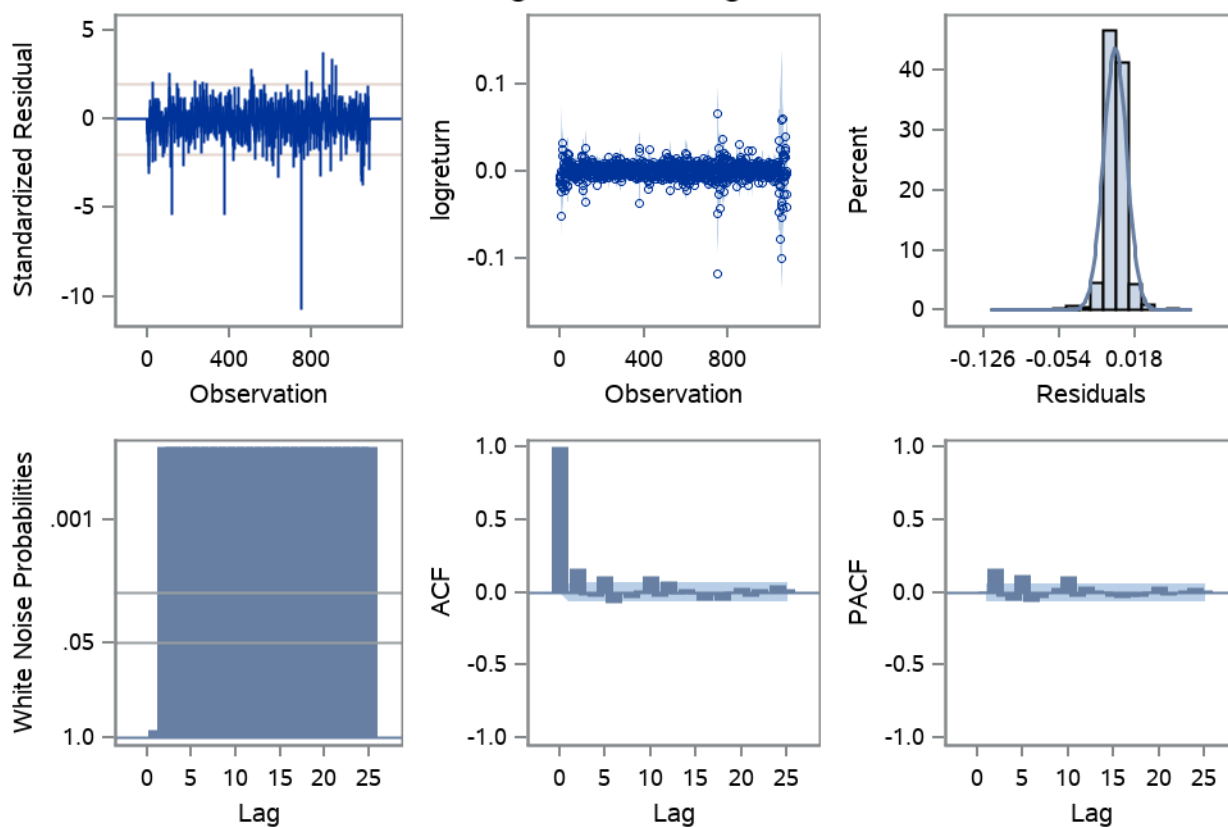 Standardized Residual
5
0
-5
-10
0 400 800
Observation
logreturn
0.1
0.0
-0.1
0 400 800
Observation
Percent
40
30
20
10
0
-0.126 -0.054 0.018
Residuals
White Noise Probabilities
.001
.05
1.0
0 5 10 15 20 25
Lag
ACF
1.0
0.5
0.0
-0.5
-1.0
0 5 10 15 20 25
Lag
PACF
1.0
0.5
0.0
-0.5
-1.0
0 5 10 15 20 25
Lag